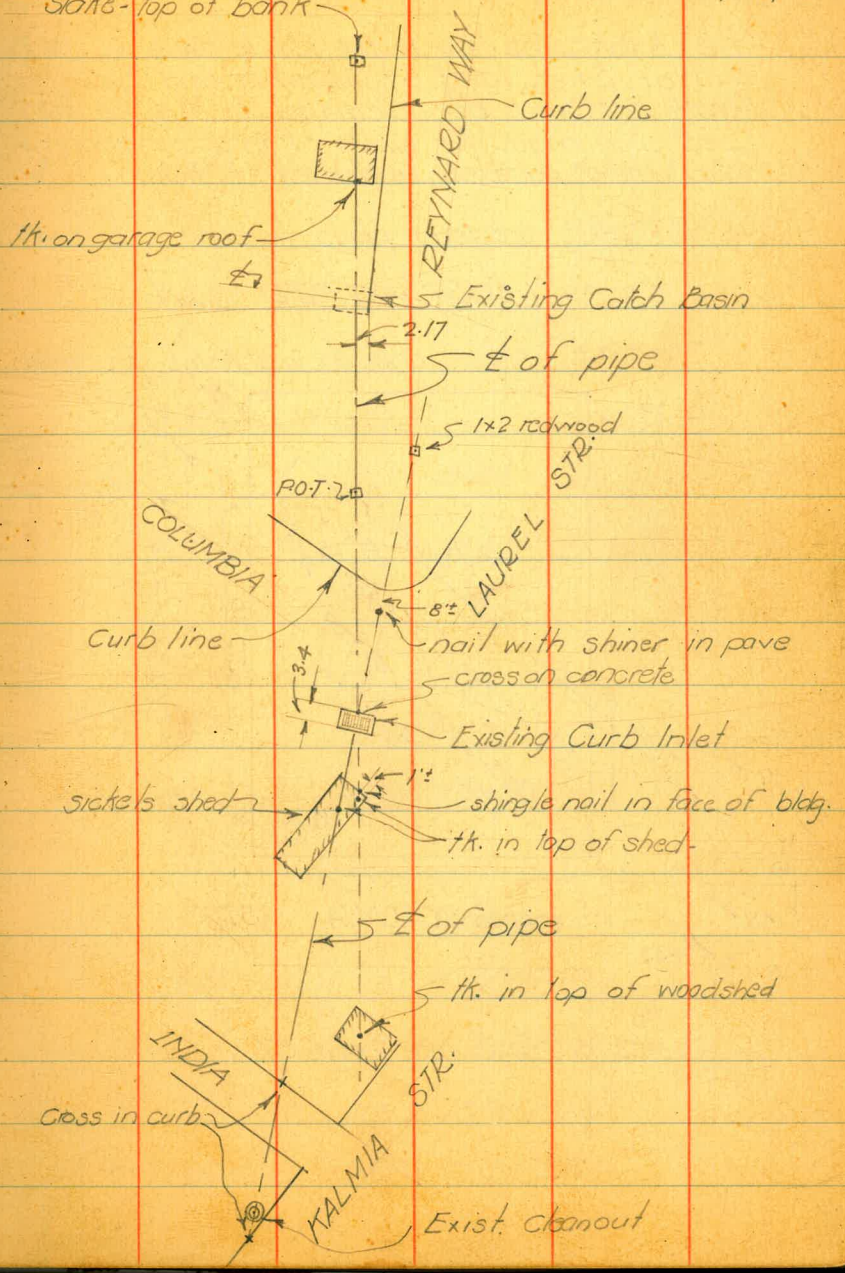 Stake-top of bank
Curb line
REYNARD WAY
tk. on garage roof
℄
Existing Catch Basin
2.17
℄ of pipe
1x2 redwood
P.O.T.
LAUREL STR.
COLUMBIA
8'±
Curb line
nail with shiner in pave
3.4
cross on concrete
Existing Curb Inlet
1'±
sickels shed
shingle nail in face of bldg.
tk. in top of shed-
℄ of pipe
tk. in top of woodshed
INDIA
KALMIA STR.
Cross in curb
Exist. Cleanout